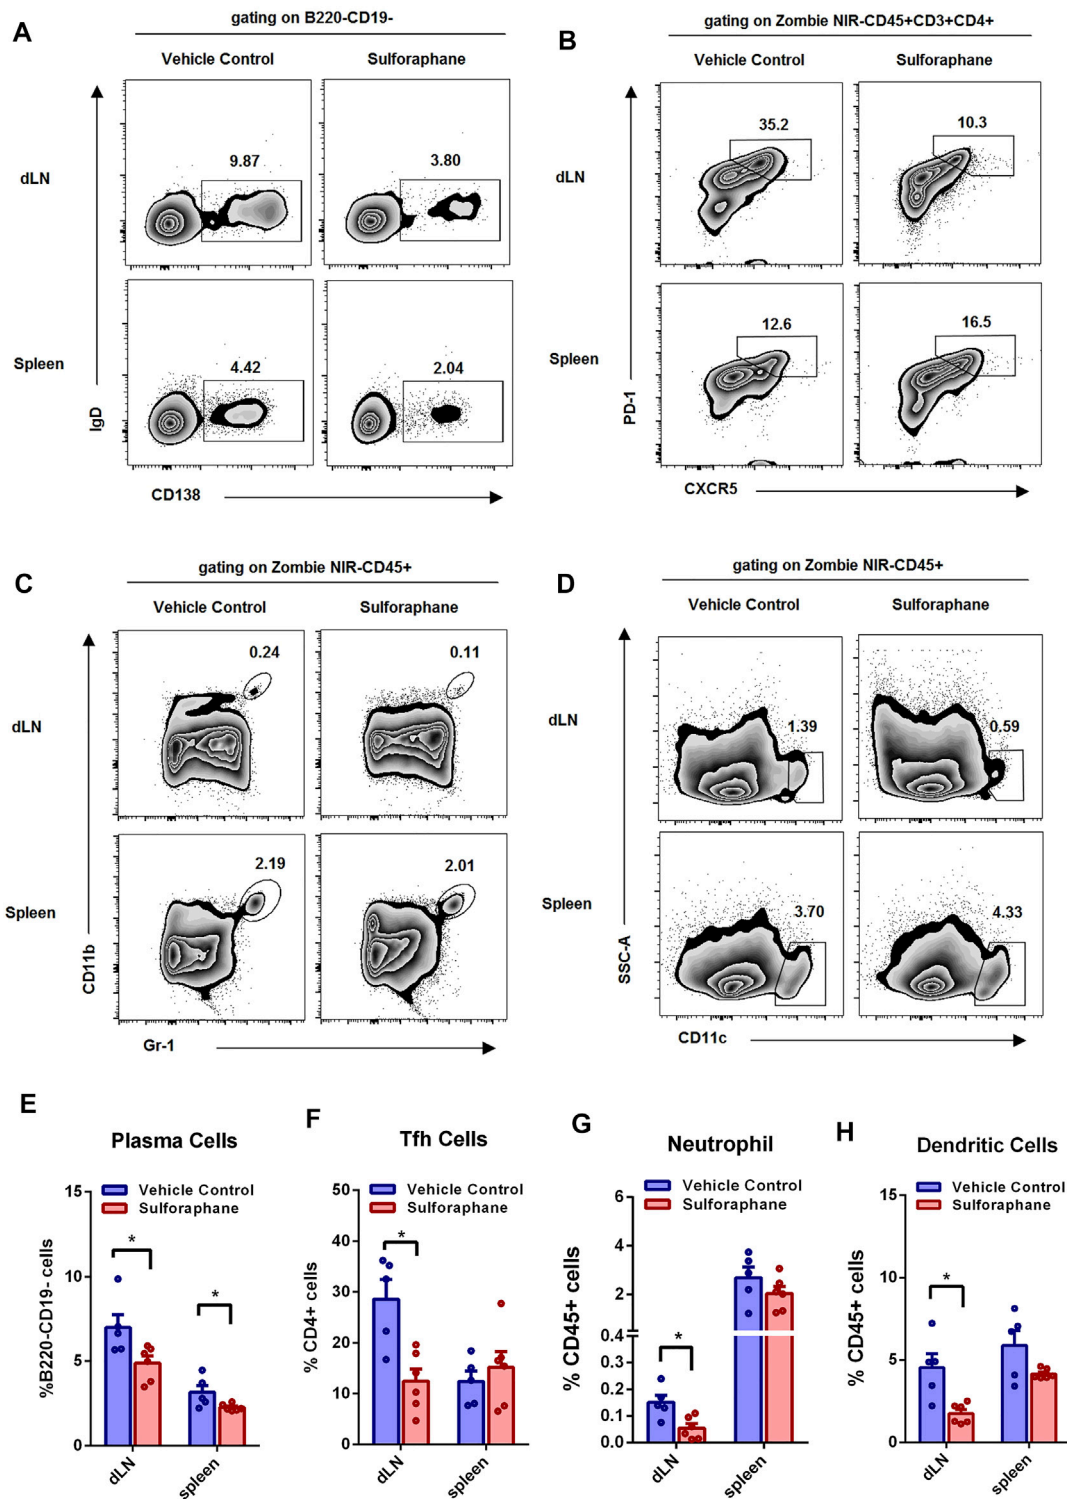 A
gating on B220-CD19-
Vehicle Control Sulforaphane
dLN
9.87 3.80
Spleen
4.42 2.04
IgD
CD138
B
gating on Zombie NIR-CD45+CD3+CD4+
Vehicle Control Sulforaphane
dLN
35.2 10.3
Spleen
12.6 16.5
PD-1
CXCR5
C
gating on Zombie NIR-CD45+
Vehicle Control Sulforaphane
dLN
0.24 0.11
Spleen
2.19 2.01
CD11b
Gr-1
D
gating on Zombie NIR-CD45+
Vehicle Control Sulforaphane
dLN
1.39 0.59
Spleen
3.70 4.33
SSC-A
CD11c
E
Plasma Cells
Vehicle Control
Sulforaphane
%B220-CD19- cells
15
10
5
0
*
*
dLN
spleen
F
Tfh Cells
Vehicle Control
Sulforaphane
% CD4+ cells
50
40
30
20
10
0
*
dLN
spleen
G
Neutrophil
Vehicle Control
Sulforaphane
% CD45+ cells
6
4
2
0.4
0.3
0.2
0.1
0.0
*
dLN
spleen
H
Dendritic Cells
Vehicle Control
Sulforaphane
% CD45+ cells
15
10
5
0
*
dLN
spleen